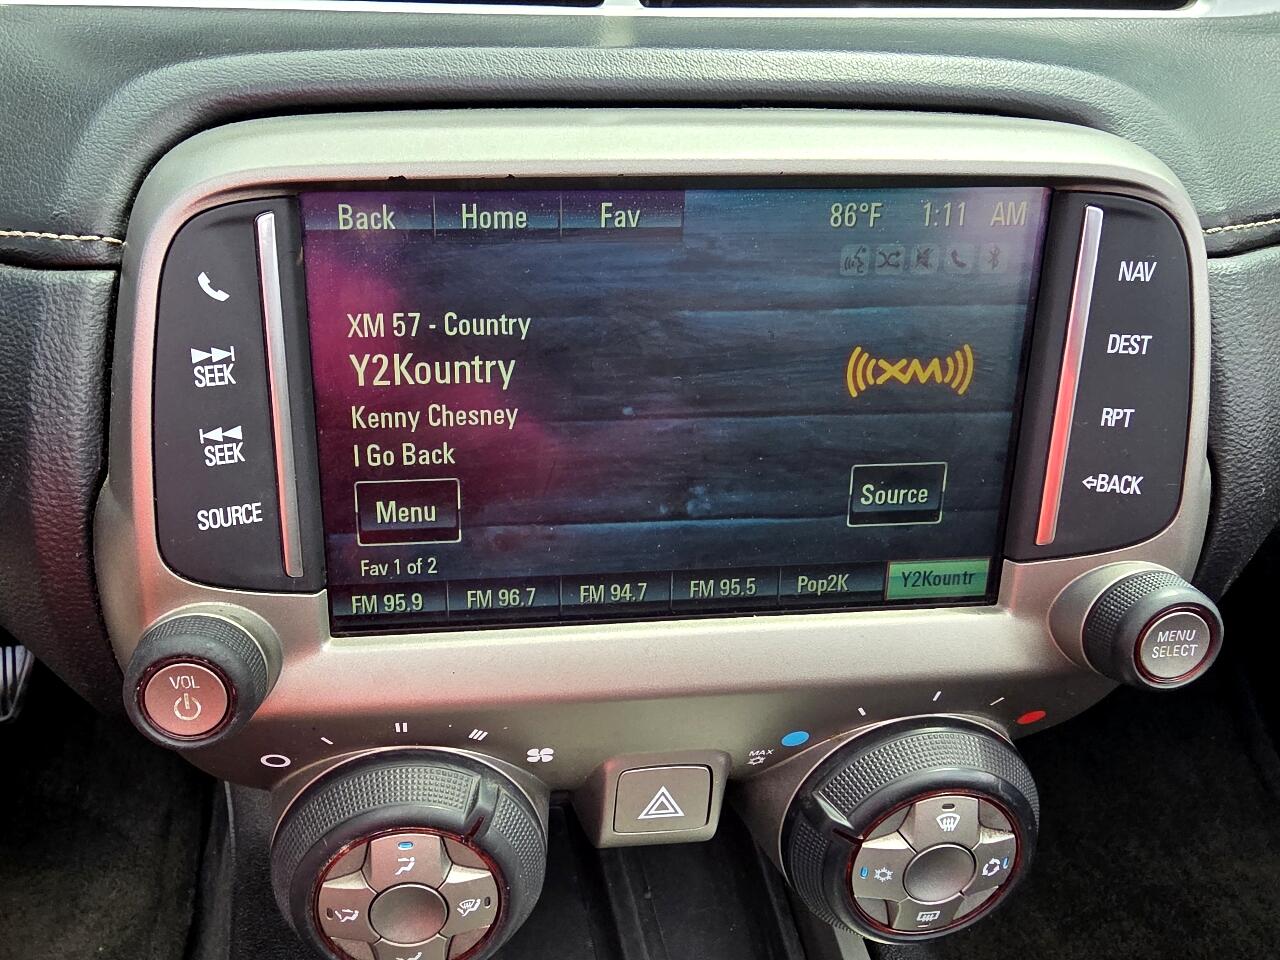 Back Home Fav 86°F 1:11 AM
XM 57 - Country
Y2Kountry
XM
Kenny Chesney
I Go Back
Menu
Source
Fav 1 of 2
FM 95.9 FM 96.7 FM 94.7 FM 95.5 Pop2K Y2Kountr
SEEK
SEEK
SOURCE
NAV
DEST
RPT
BACK
VOL
MENU
SELECT
MAX